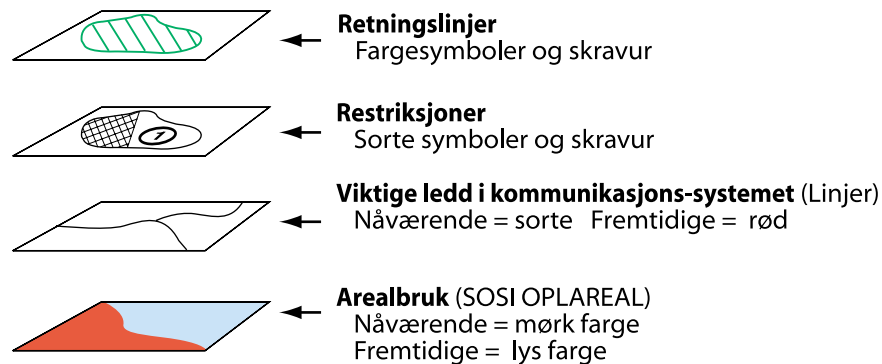 Retningslinjer
Fargesymboler og skravur
1
Restriksjoner
Sorte symboler og skravur
Viktige ledd i kommunikasjons-systemet (Linjer)
Nåværende = sorte Fremtidige = rød
Arealbruk (SOSI OPLAREAL)
Nåværende = mørk farge
Fremtidige = lys farge